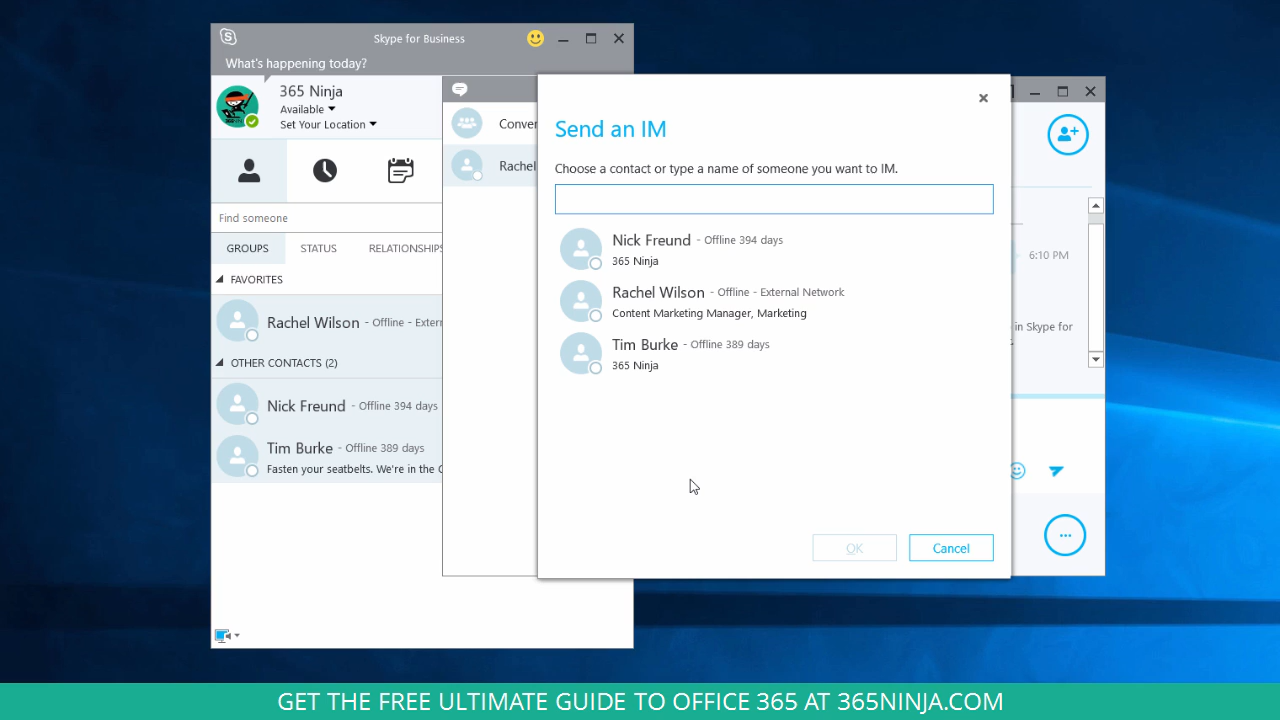 Skype for Business
What's happening today?
365 Ninja
Available
Set Your Location
Find someone
GROUPS STATUS RELATIONSHIPS
FAVORITES
Rachel Wilson - Offline - Exter
OTHER CONTACTS (2)
Nick Freund - Offline 394 days
Tim Burke - Offline 389 days
Fasten your seatbelts. We're in the C
Conver
Rachel
Send an IM
Choose a contact or type a name of someone you want to IM.
Nick Freund - Offline 394 days
365 Ninja
Rachel Wilson - Offline - External Network
Content Marketing Manager, Marketing
Tim Burke - Offline 389 days
365 Ninja
OK Cancel
6:10 PM
in Skype for
GET THE FREE ULTIMATE GUIDE TO OFFICE 365 AT 365NINJA.COM